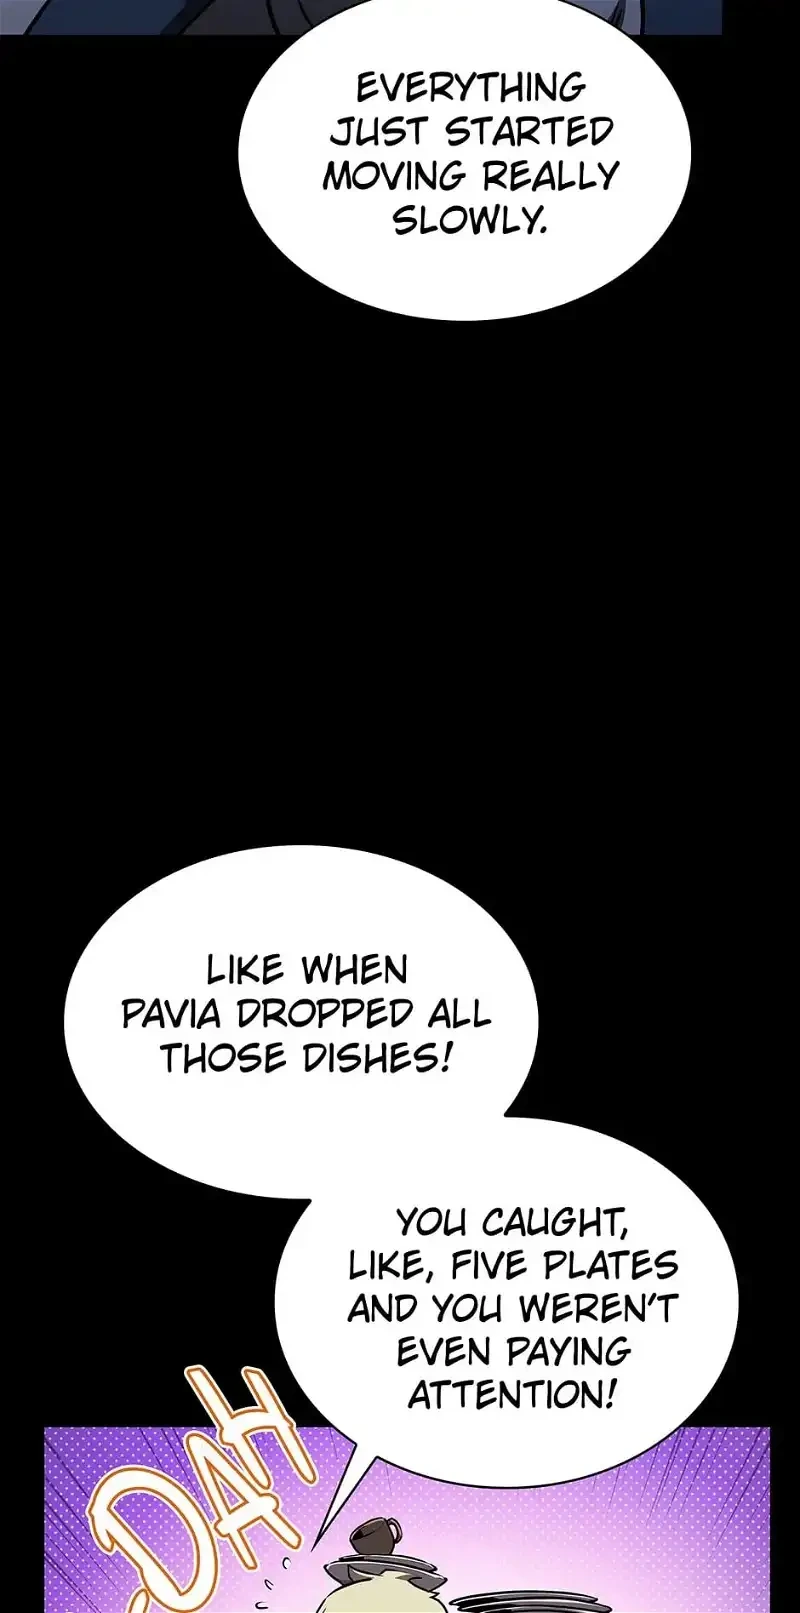 EVERYTHING
JUST STARTED
MOVING REALLY
SLOWLY.
LIKE WHEN
PAVIA DROPPED ALL
THOSE DISHES!
YOU CAUGHT,
LIKE, FIVE PLATES
AND YOU WEREN'T
EVEN PAYING
ATTENTION!
DAH